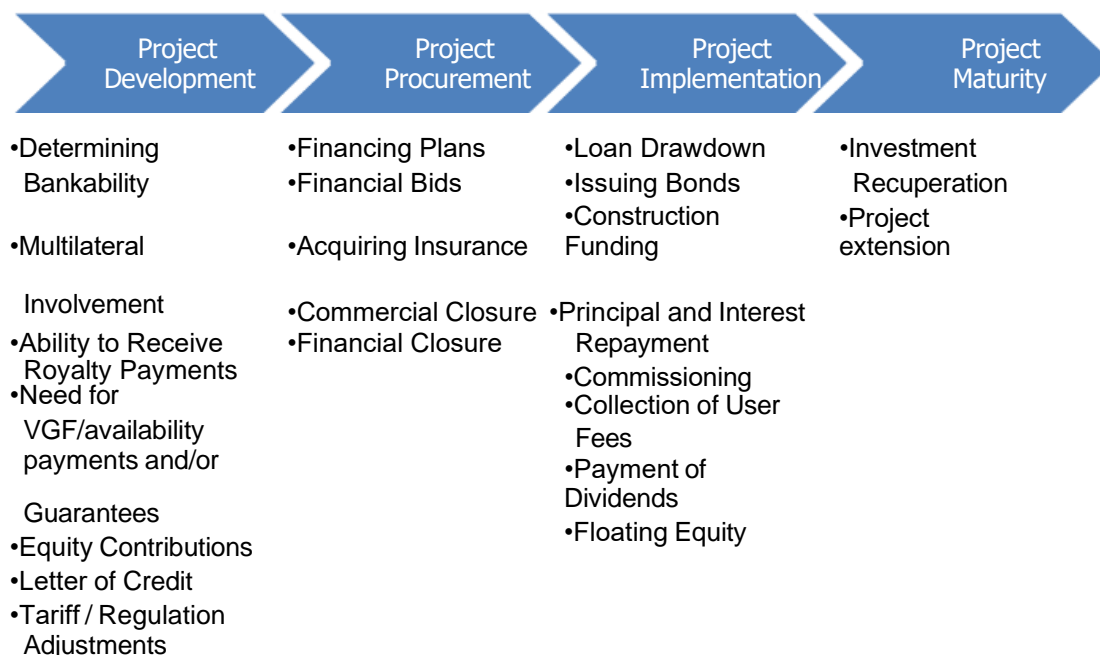 Project
Development
Project
Procurement
Project
Implementation
Project
Maturity
•Determining
Bankability
•Multilateral
Involvement
•Ability to Receive
Royalty Payments
•Need for
VGF/availability
payments and/or
Guarantees
•Equity Contributions
•Letter of Credit
•Tariff / Regulation
Adjustments
•Financing Plans
•Financial Bids
•Acquiring Insurance
•Commercial Closure
•Financial Closure
•Loan Drawdown
•Issuing Bonds
•Construction
Funding
•Principal and Interest
Repayment
•Commissioning
•Collection of User
Fees
•Payment of
Dividends
•Floating Equity
•Investment
Recuperation
•Project
extension